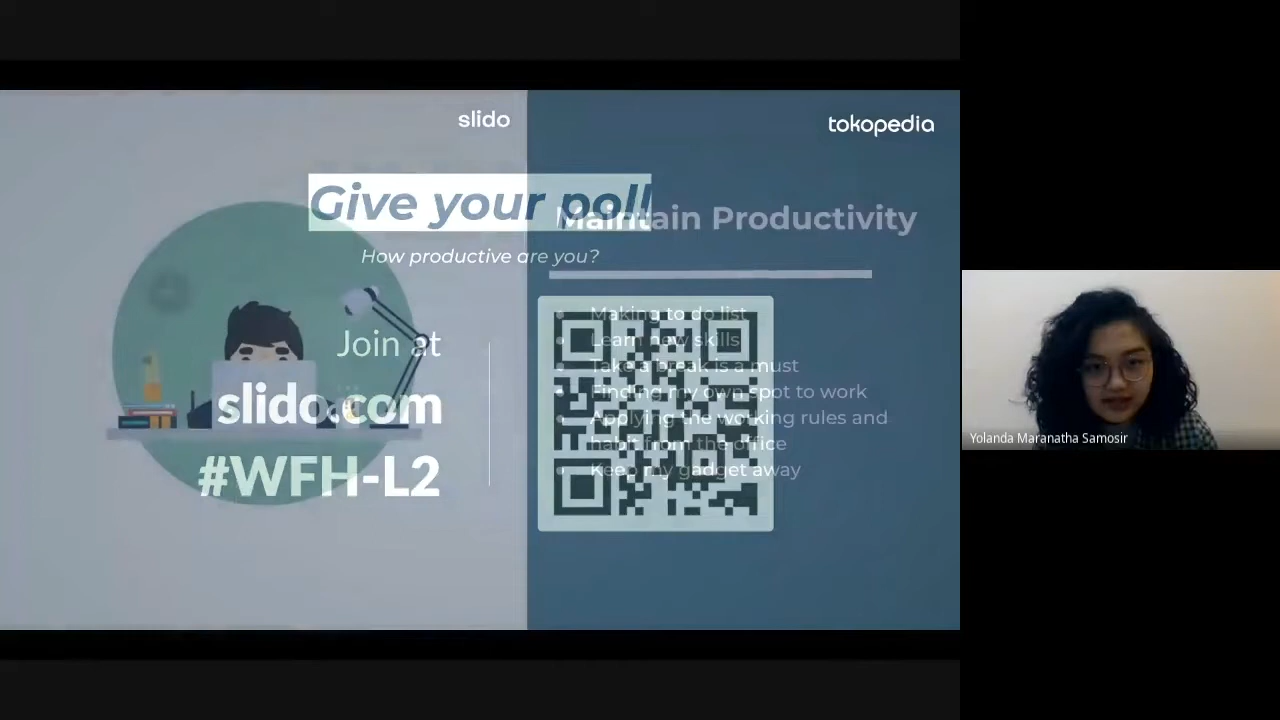 slido
tokopedia
Give your poll
Maintain Productivity
How productive are you?
Making to do list
Join at
Learn new skills
Take a break is a must
slido.com
Finding my own spot to work
Applying the working rules and
habit from the office
#WFH-L2
Keep my gadget away
Yolanda Maranatha Samosir